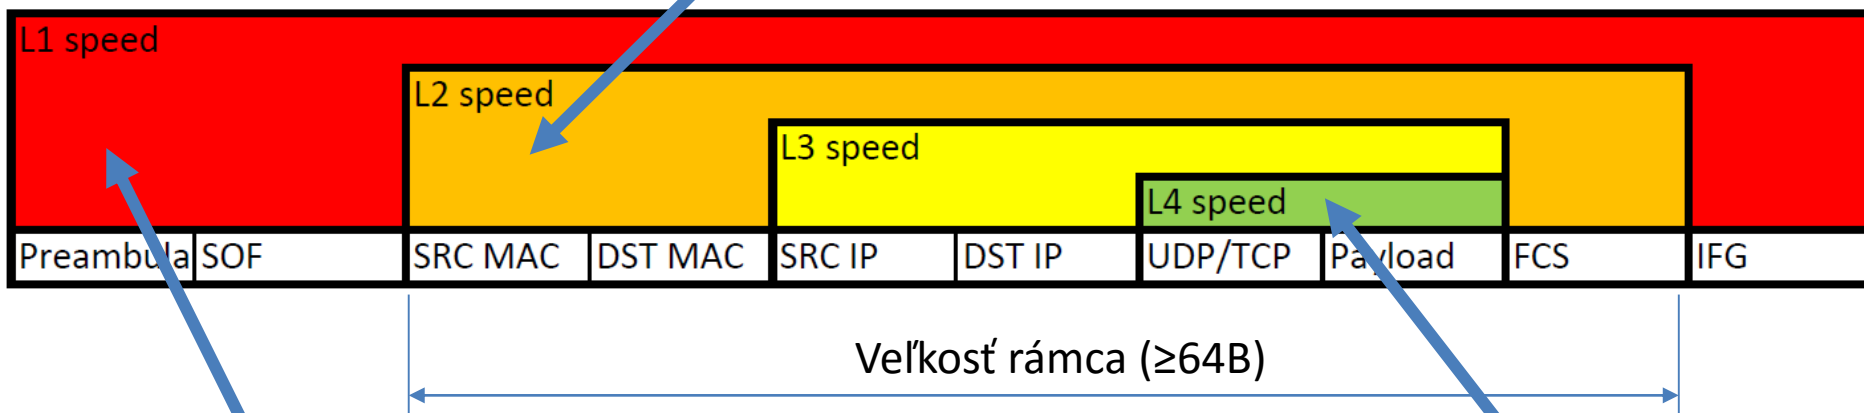 L1 speed
L2 speed
L3 speed
L4 speed
Preambula SOF SRC MAC DST MAC SRC IP DST IP UDP/TCP Payload FCS IFG
Veľkosť rámca (≥64B)